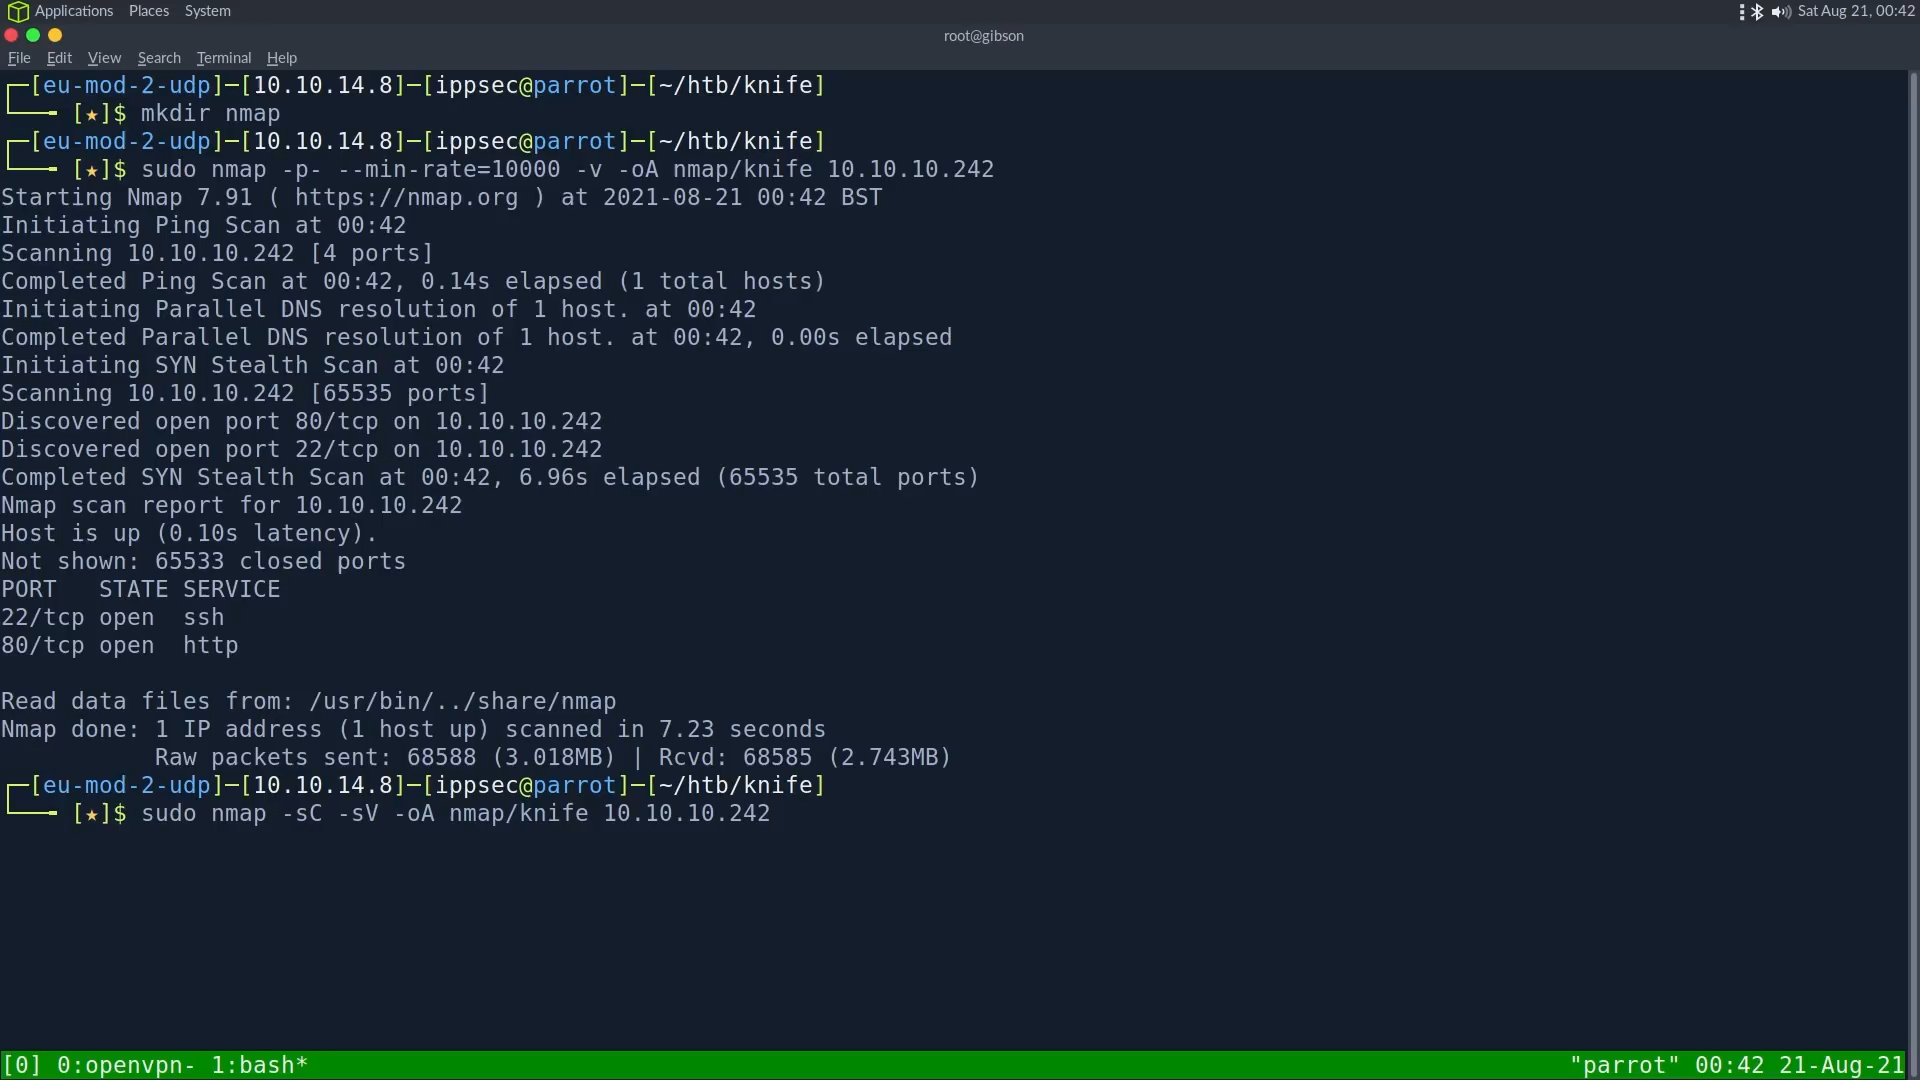 Applications Places System Sat Aug 21, 00:42
root@gibson
File Edit View Search Terminal Help
[eu-mod-2-udp]─[10.10.14.8]─[ippsec@parrot]─[~/htb/knife]
[★]$ mkdir nmap
[eu-mod-2-udp]─[10.10.14.8]─[ippsec@parrot]─[~/htb/knife]
[★]$ sudo nmap -p- --min-rate=10000 -v -oA nmap/knife 10.10.10.242
Starting Nmap 7.91 ( https://nmap.org ) at 2021-08-21 00:42 BST
Initiating Ping Scan at 00:42
Scanning 10.10.10.242 [4 ports]
Completed Ping Scan at 00:42, 0.14s elapsed (1 total hosts)
Initiating Parallel DNS resolution of 1 host. at 00:42
Completed Parallel DNS resolution of 1 host. at 00:42, 0.00s elapsed
Initiating SYN Stealth Scan at 00:42
Scanning 10.10.10.242 [65535 ports]
Discovered open port 80/tcp on 10.10.10.242
Discovered open port 22/tcp on 10.10.10.242
Completed SYN Stealth Scan at 00:42, 6.96s elapsed (65535 total ports)
Nmap scan report for 10.10.10.242
Host is up (0.10s latency).
Not shown: 65533 closed ports
PORT   STATE SERVICE
22/tcp open  ssh
80/tcp open  http
Read data files from: /usr/bin/../share/nmap
Nmap done: 1 IP address (1 host up) scanned in 7.23 seconds
Raw packets sent: 68588 (3.018MB) | Rcvd: 68585 (2.743MB)
[eu-mod-2-udp]─[10.10.14.8]─[ippsec@parrot]─[~/htb/knife]
[★]$ sudo nmap -sC -sV -oA nmap/knife 10.10.10.242
[0] 0:openvpn- 1:bash* "parrot" 00:42 21-Aug-21